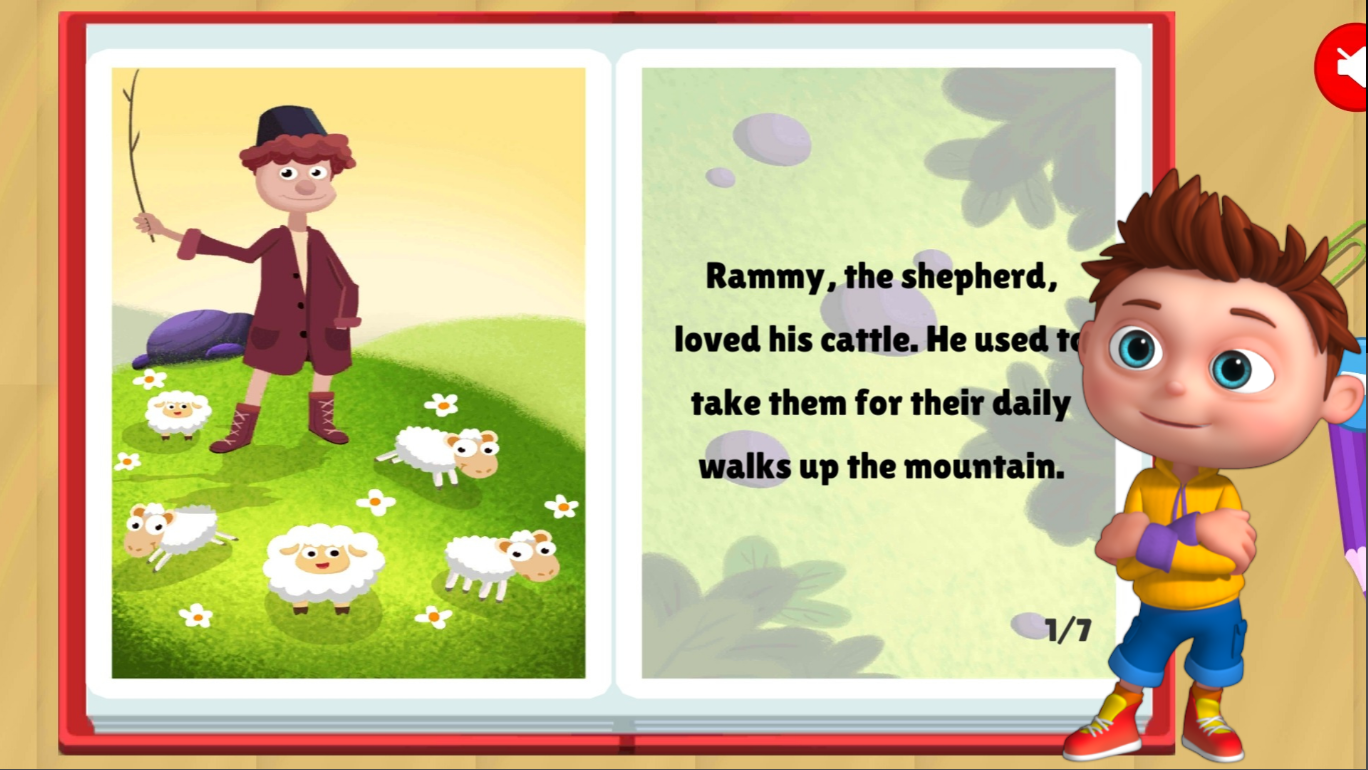 Rammy, the shepherd,
loved his cattle. He used to
take them for their daily
walks up the mountain.
1/7